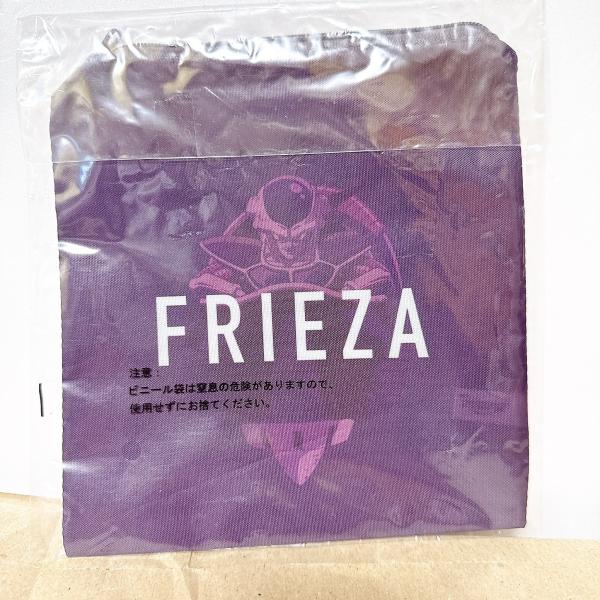 FRIEZA
注意：
ビニール袋は窒息の危険がありますので、
使用せずにお捨てください。